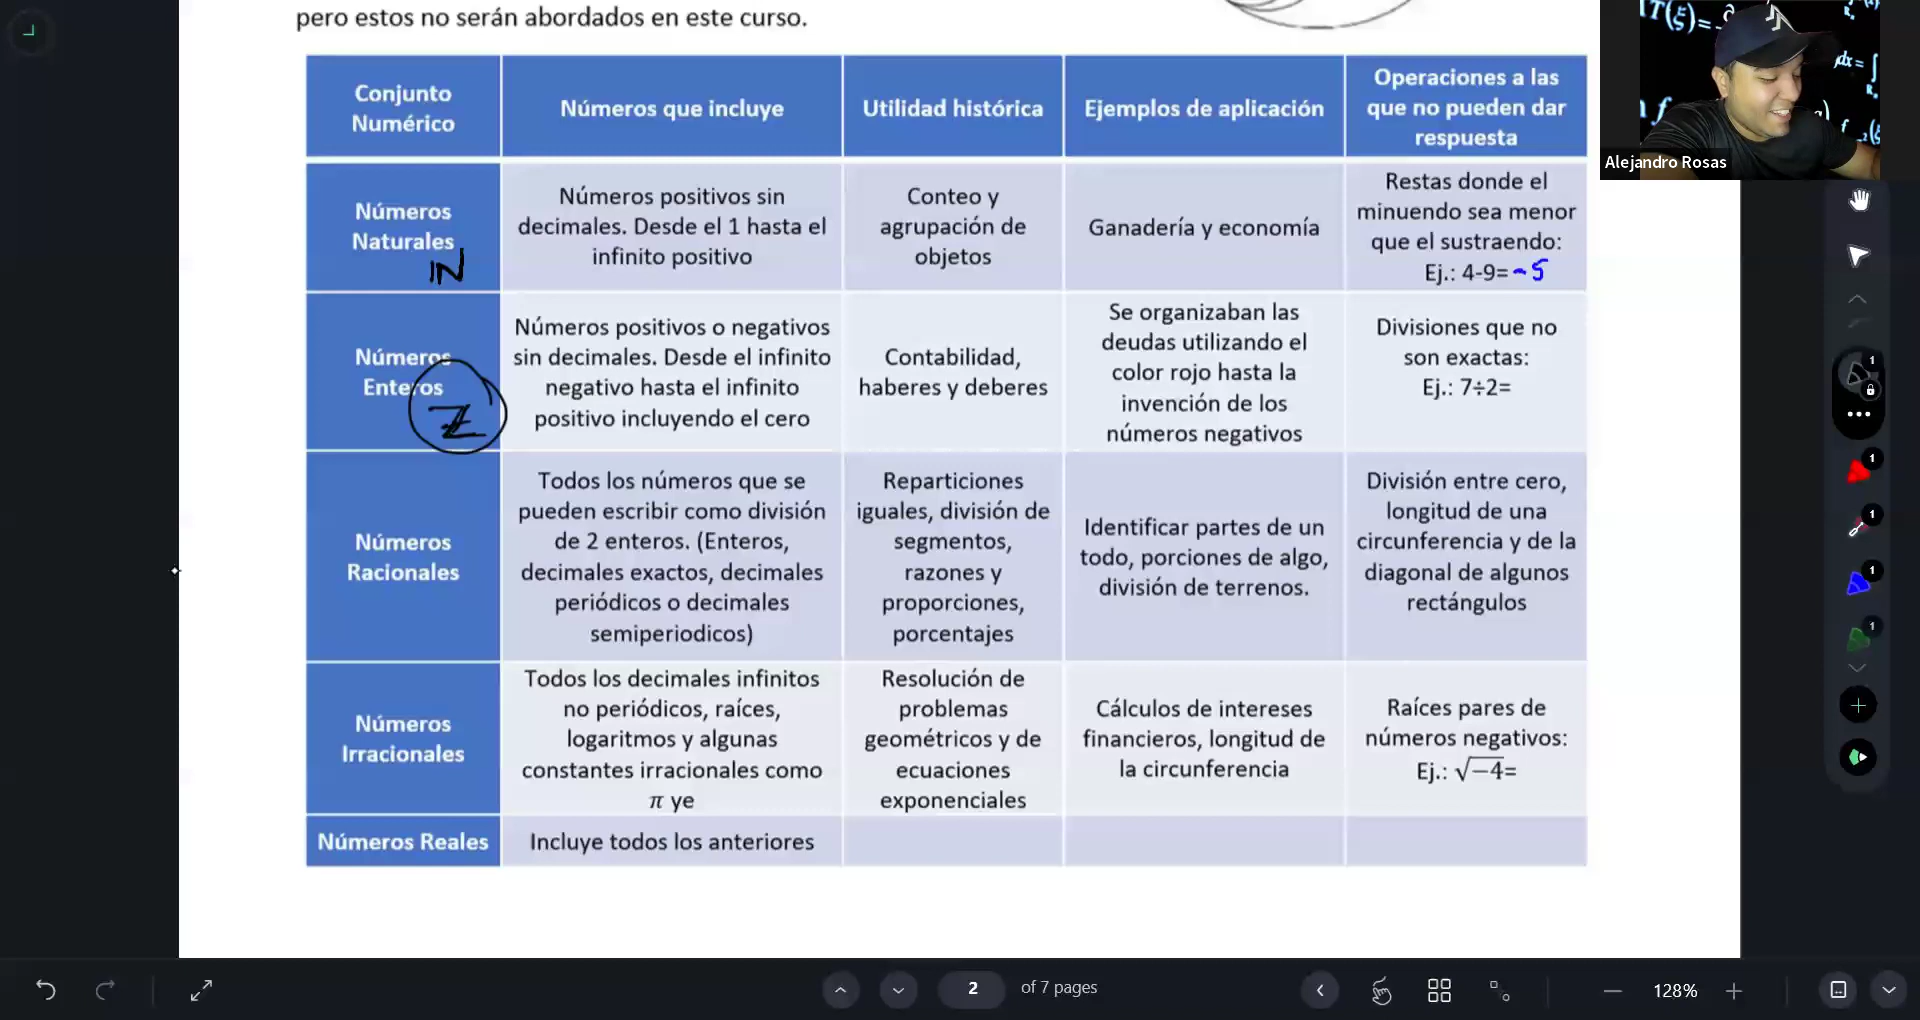 pero estos no serán abordados en este curso.
Conjunto
Numérico
Números que incluye
Utilidad histórica
Ejemplos de aplicación
Operaciones a las
que no pueden dar
respuesta
Números
Naturales
IN
Números positivos sin
decimales. Desde el 1 hasta el
infinito positivo
Conteo y
agrupación de
objetos
Ganadería y economía
Restas donde el
minuendo sea menor
que el sustraendo:
Ej.: 4-9= -5
Números
Enteros
Z
Números positivos o negativos
sin decimales. Desde el infinito
negativo hasta el infinito
positivo incluyendo el cero
Contabilidad,
haberes y deberes
Se organizaban las
deudas utilizando el
color rojo hasta la
invención de los
números negativos
Divisiones que no
son exactas:
Ej.: 7÷2=
Números
Racionales
Todos los números que se
pueden escribir como división
de 2 enteros. (Enteros,
decimales exactos, decimales
periódicos o decimales
semiperiodicos)
Reparticiones
iguales, división de
segmentos,
razones y
proporciones,
porcentajes
Identificar partes de un
todo, porciones de algo,
división de terrenos.
División entre cero,
longitud de una
circunferencia y de la
diagonal de algunos
rectángulos
Números
Irracionales
Todos los decimales infinitos
no periódicos, raíces,
logaritmos y algunas
constantes irracionales como
π ye
Resolución de
problemas
geométricos y de
ecuaciones
exponenciales
Cálculos de intereses
financieros, longitud de
la circunferencia
Raíces pares de
números negativos:
Ej.: √−4=
Números Reales
Incluye todos los anteriores
Alejandro Rosas
1
1
1
1
1
2
of 7 pages
128%